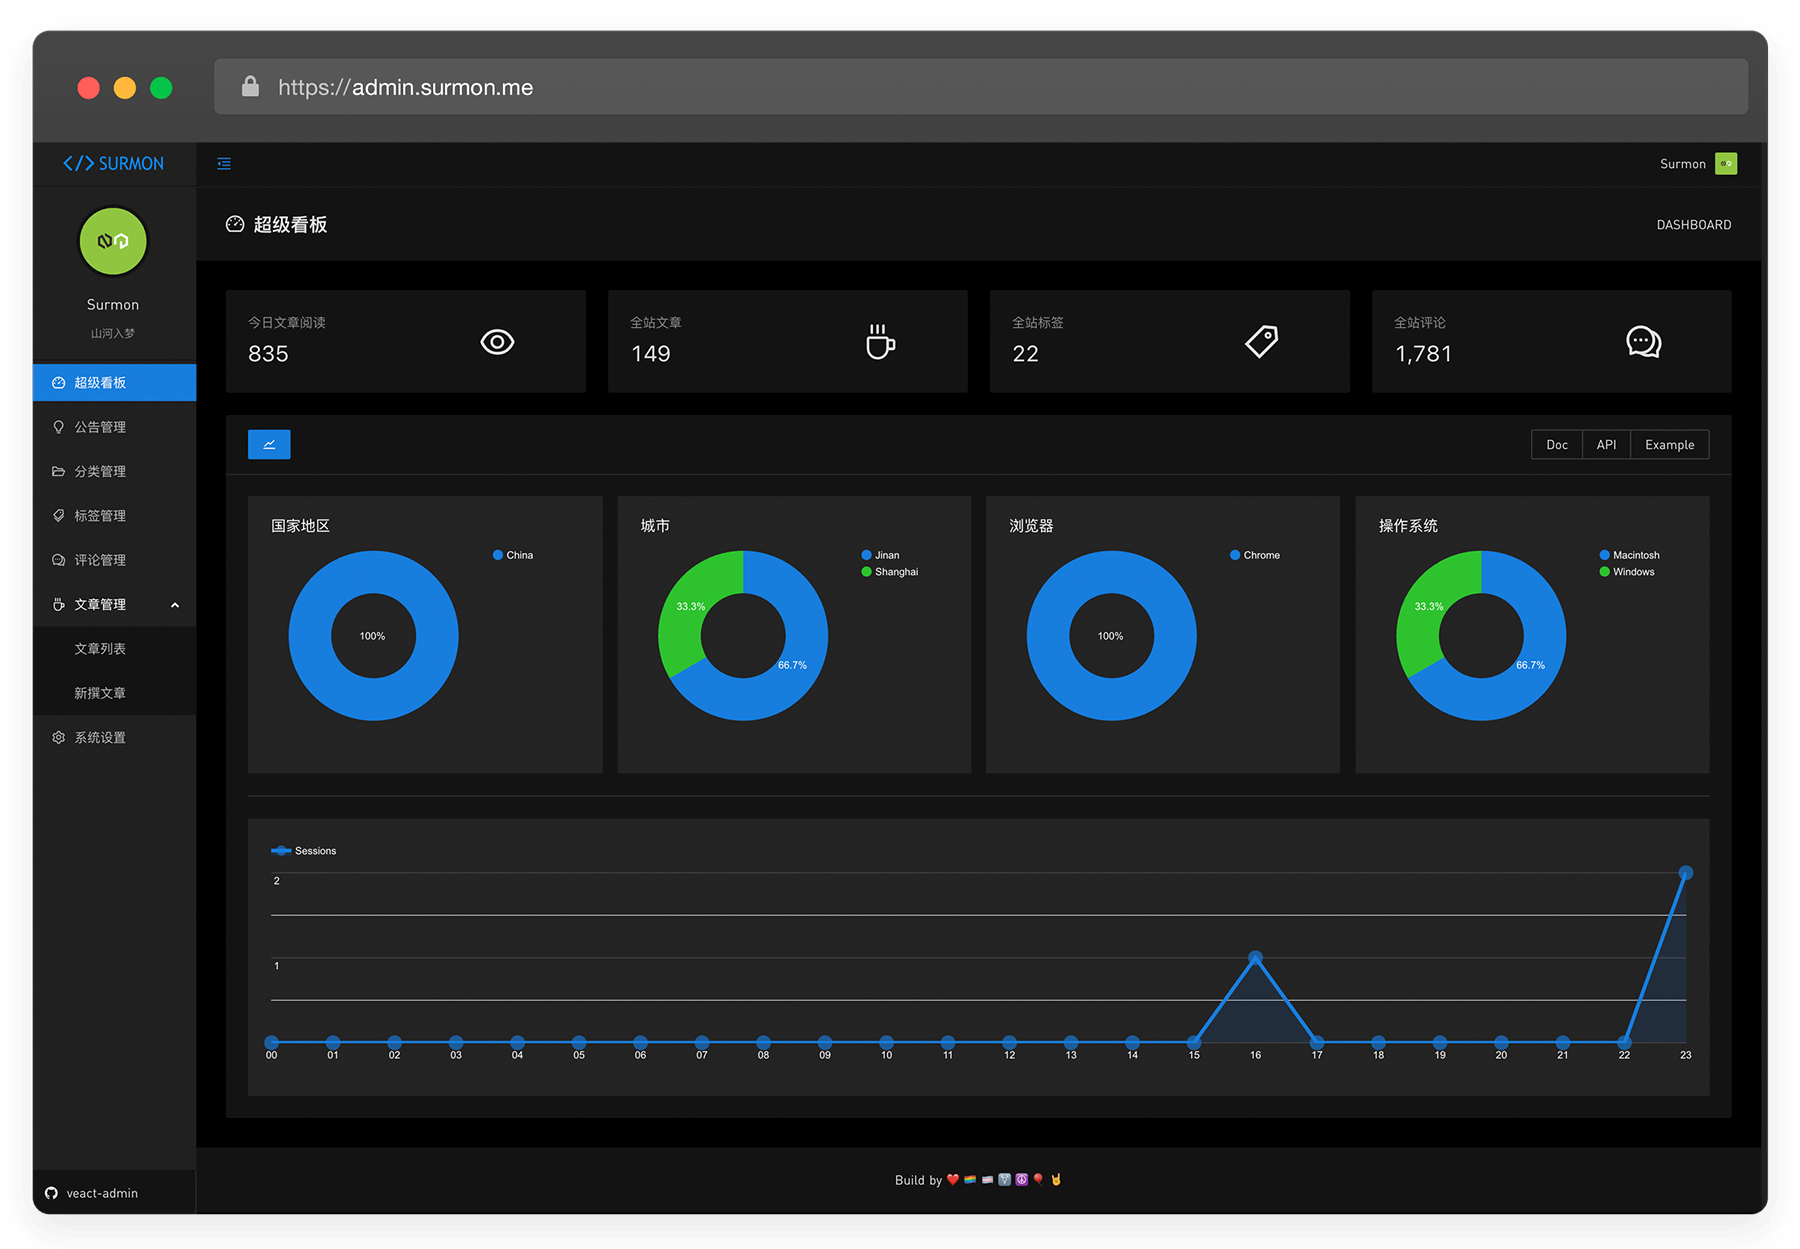 https://admin.surmon.me
</> SURMON
Surmon
超级看板
DASHBOARD
Surmon
山河入梦
超级看板
公告管理
分类管理
标签管理
评论管理
文章管理
文章列表
新撰文章
系统设置
veact-admin
今日文章阅读
835
全站文章
149
全站标签
22
全站评论
1,781
Doc API Example
国家地区
China
100%
城市
Jinan
Shanghai
33.3%
66.7%
浏览器
Chrome
100%
操作系统
Macintosh
Windows
33.3%
66.7%
Sessions
2
1
00 01 02 03 04 05 06 07 08 09 10 11 12 13 14 15 16 17 18 19 20 21 22 23
Build by ❤️